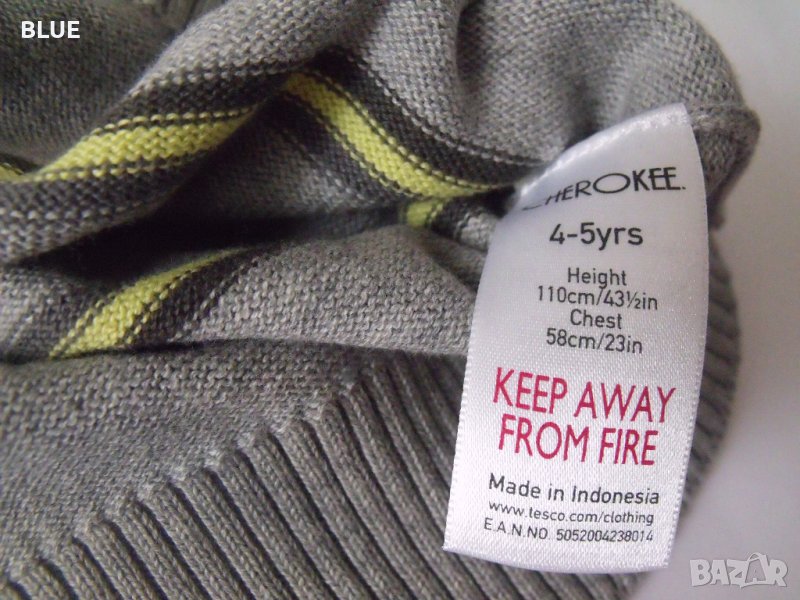 BLUE
CHEROKEE.
4-5yrs
Height
110cm/43½in
Chest
58cm/23in
KEEP AWAY
FROM FIRE
Made in Indonesia
www.tesco.com/clothing
E.A.N.NO. 5052004238014
BAZAR